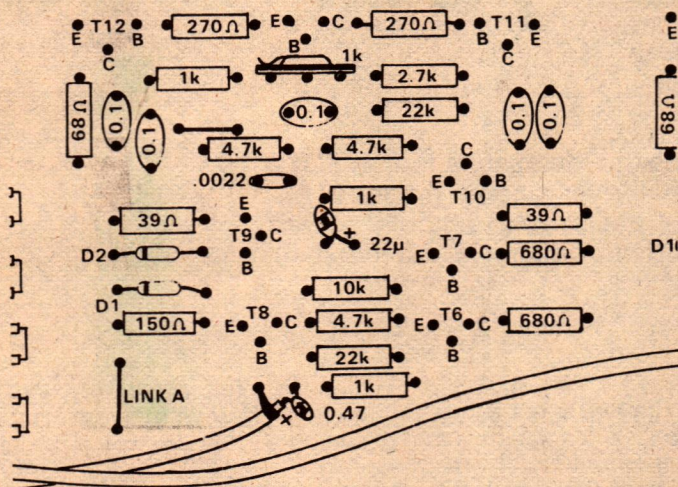 E T12 B 270Ω E C 270Ω B T11 E E
C B 1k C
1k 2.7k
68Ω 0.1 0.1 0.1 22k 0.1 0.1 68Ω
4.7k 4.7k C
.0022 E B
1k T10
39Ω E 39Ω
T9 C + 22µ T7
D2 B E C 680Ω D1
B
D1 10k
150Ω E T8 C 4.7k E T6 C 680Ω
B 22k B
LINK A 1k
x 0.47